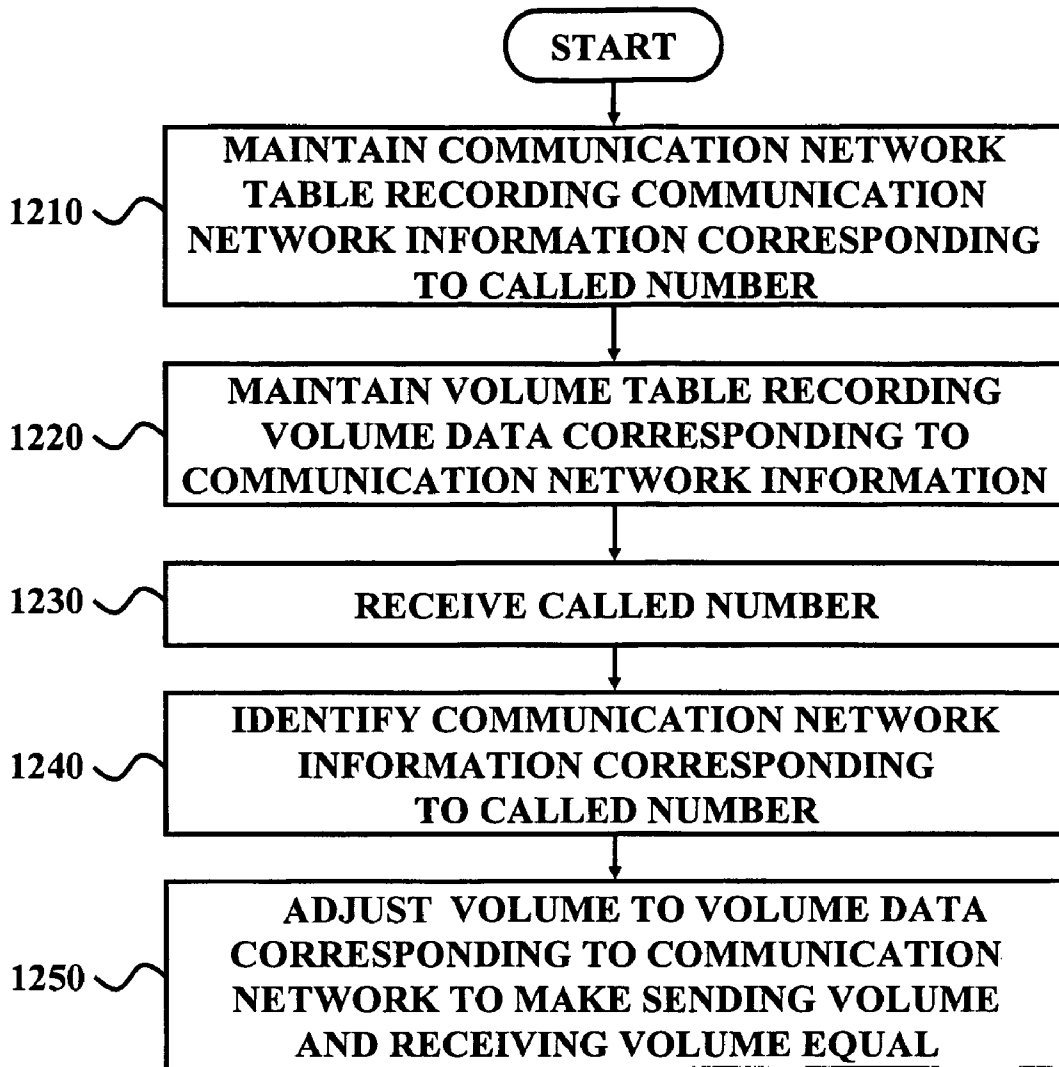 START
MAINTAIN COMMUNICATION NETWORK
TABLE RECORDING COMMUNICATION
NETWORK INFORMATION CORRESPONDING
TO CALLED NUMBER
1210
MAINTAIN VOLUME TABLE RECORDING
VOLUME DATA CORRESPONDING TO
COMMUNICATION NETWORK INFORMATION
1220
RECEIVE CALLED NUMBER
1230
IDENTIFY COMMUNICATION NETWORK
INFORMATION CORRESPONDING
TO CALLED NUMBER
1240
ADJUST VOLUME TO VOLUME DATA
CORRESPONDING TO COMMUNICATION
NETWORK TO MAKE SENDING VOLUME
AND RECEIVING VOLUME EQUAL
1250